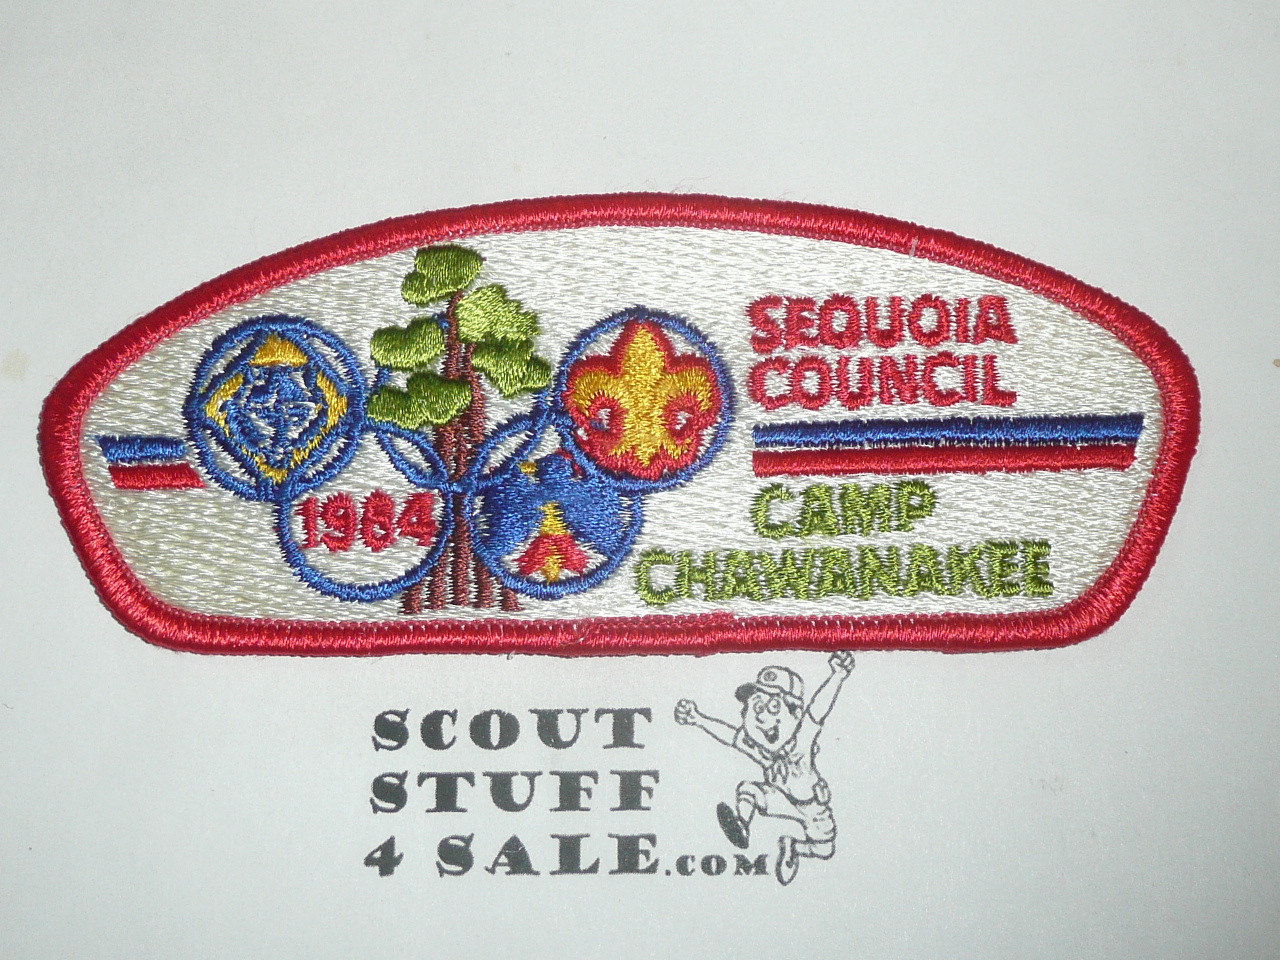 SEQUOIA
COUNCIL
1984
CAMP
CHAWANAKEE
SCOUT
STUFF
4 SALE.COM